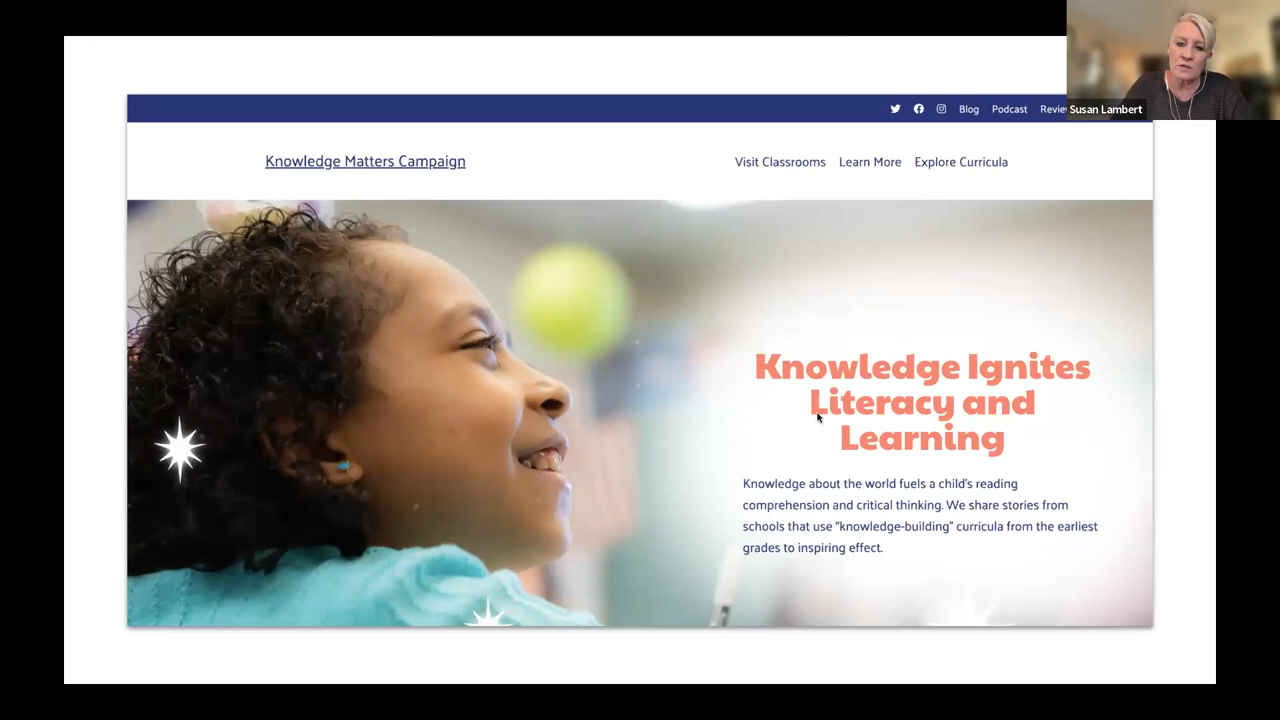 Susan Lambert
Blog Podcast
Knowledge Matters Campaign
Visit Classrooms Learn More Explore Curricula
Knowledge Ignites
Literacy and
Learning
Knowledge about the world fuels a child's reading
comprehension and critical thinking. We share stories from
schools that use “knowledge-building” curricula from the earliest
grades to inspiring effect.